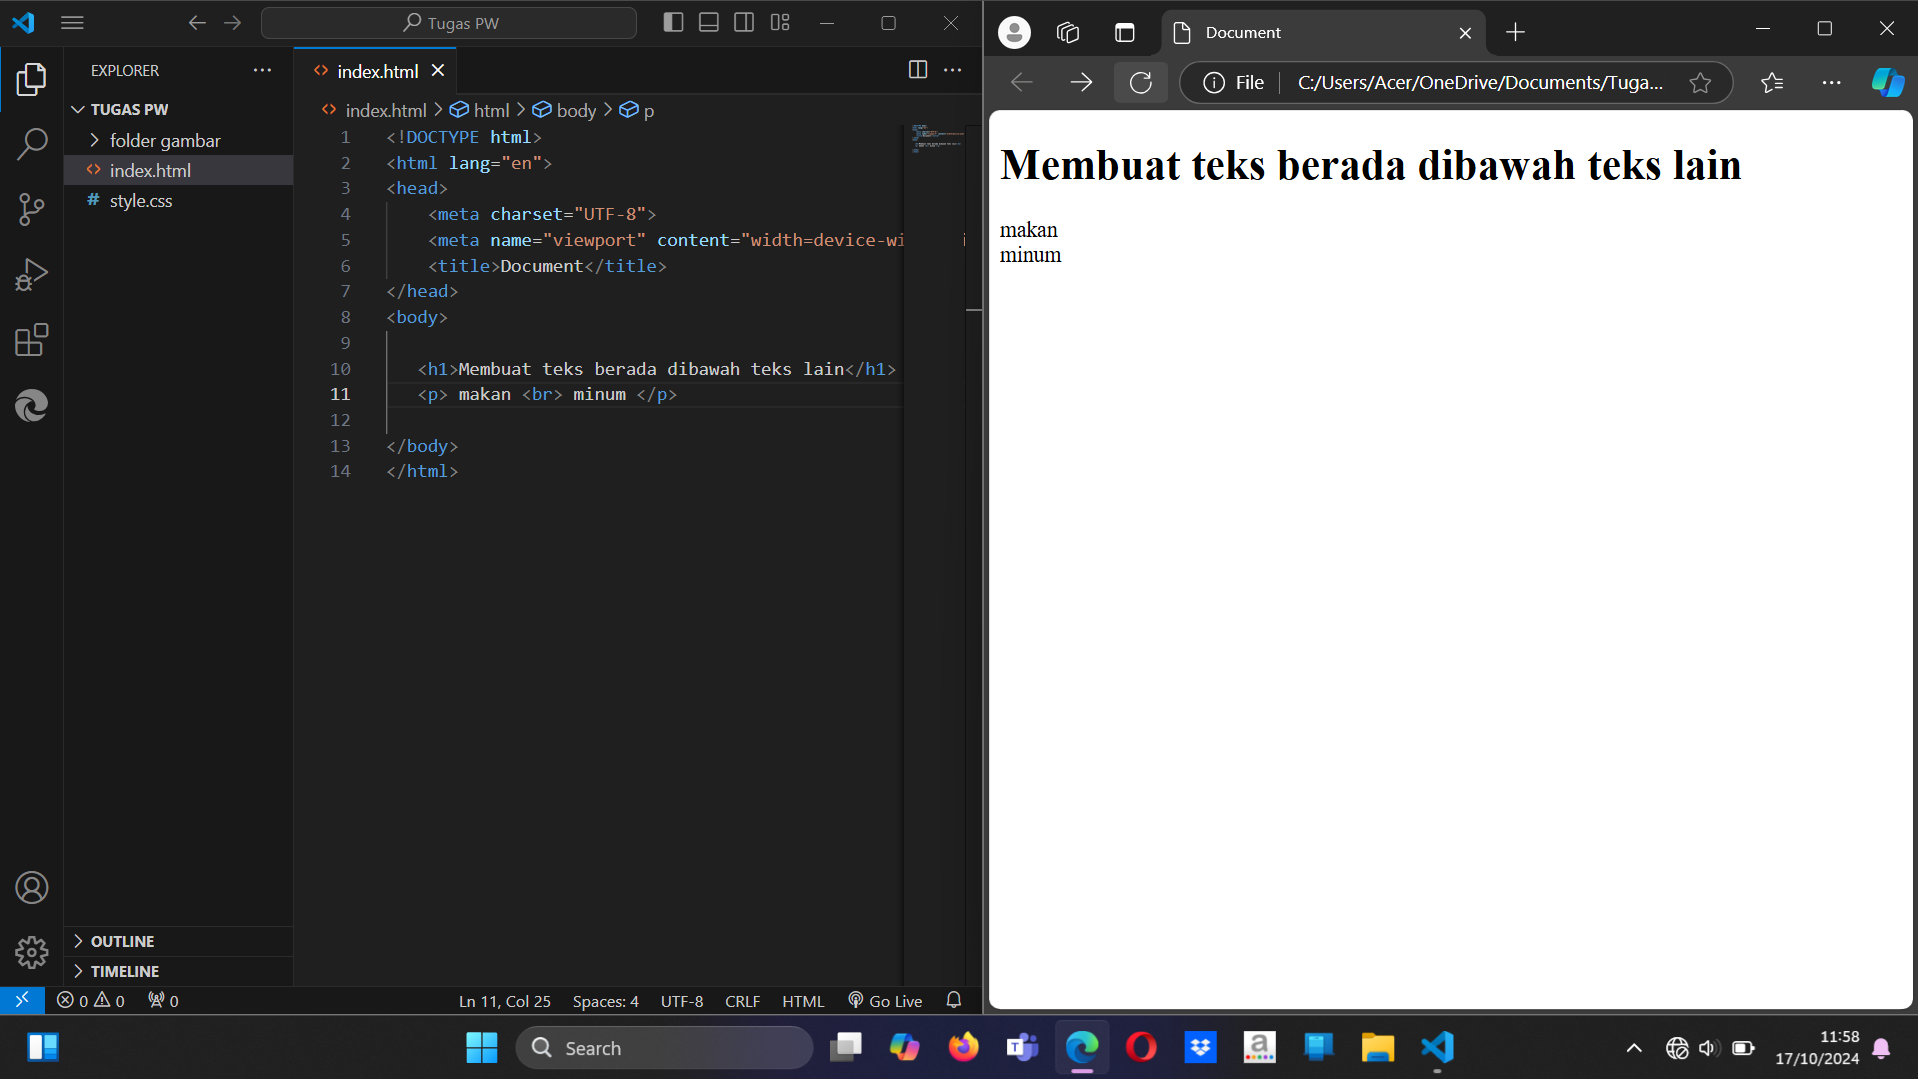 Tugas PW
EXPLORER
TUGAS PW
folder gambar
index.html
style.css
OUTLINE
TIMELINE
index.html
index.html > html > body > p
1 <!DOCTYPE html>
2 <html lang="en">
3 <head>
4 <meta charset="UTF-8">
5 <meta name="viewport" content="width=device-wi
6 <title>Document</title>
7 </head>
8 <body>
9
10 <h1>Membuat teks berada dibawah teks lain</h1>
11 <p> makan <br> minum </p>
12
13 </body>
14 </html>
0 0 0 Ln 11, Col 25 Spaces: 4 UTF-8 CRLF HTML Go Live
Document
File C:/Users/Acer/OneDrive/Documents/Tuga...
Membuat teks berada dibawah teks lain
makan
minum
Search
11:58
17/10/2024